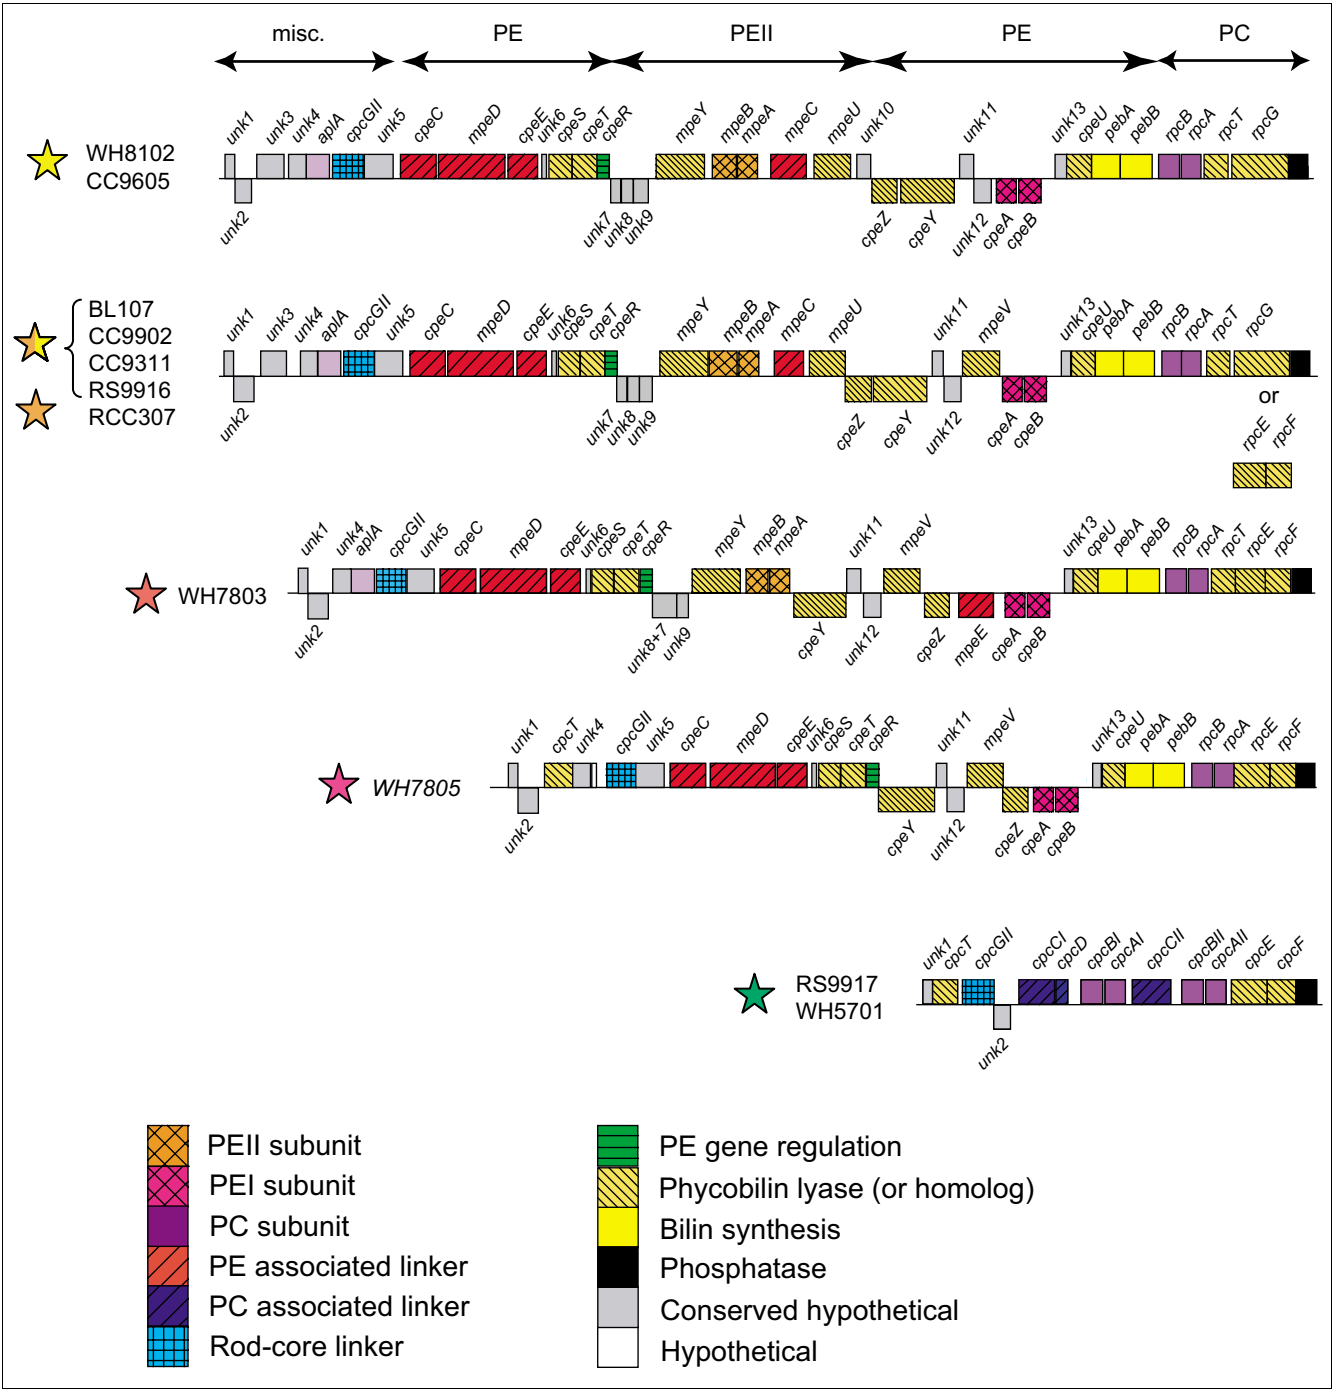 misc. PE PEII PE PC
unk1 unk3 unk4 aplA cpcGII unk5 cpeC mpeD cpeE unk6 cpeS cpeT cpeR mpeY mpeB mpeA mpeC mpeU unk10 unk11 unk13 cpeU pebA pebB rpcB rpcA rpcT rpcG
WH8102
CC9605
unk2 unk7 unk8 unk9 cpeZ cpeY unk12 cpeA cpeB
unk1 unk3 unk4 aplA cpcGII unk5 cpeC mpeD cpeE unk6 cpeS cpeT cpeR mpeY mpeB mpeA mpeC mpeU unk11 mpeV unk13 cpeU pebA pebB rpcB rpcA rpcT rpcG
BL107
CC9902
CC9311
RS9916
RCC307
or
unk2 unk7 unk8 unk9 cpeZ cpeY unk12 cpeA cpeB
rpcE rpcF
unk1 unk4 aplA cpcGII unk5 cpeC mpeD cpeE unk6 cpeS cpeT cpeR mpeY mpeB mpeA unk11 mpeV unk13 cpeU pebA pebB rpcB rpcA rpcT rpcE rpcF
WH7803
unk2 unk8+7 unk9 cpeY unk12 cpeZ mpeE cpeA cpeB
unk1 cpcT unk4 cpcGII unk5 cpeC mpeD cpeE unk6 cpeS cpeT cpeR unk11 mpeV unk13 cpeU pebA pebB rpcB rpcA rpcE rpcF
WH7805
unk2 cpeY unk12 cpeZ cpeA cpeB
unk1 cpcT cpcGII cpcCI cpcD cpcBI cpcAI cpcCII cpcBII cpcAII cpcE cpcF
RS9917
WH5701
unk2
PEII subunit
PEI subunit
PC subunit
PE associated linker
PC associated linker
Rod-core linker
PE gene regulation
Phycobilin lyase (or homolog)
Bilin synthesis
Phosphatase
Conserved hypothetical
Hypothetical